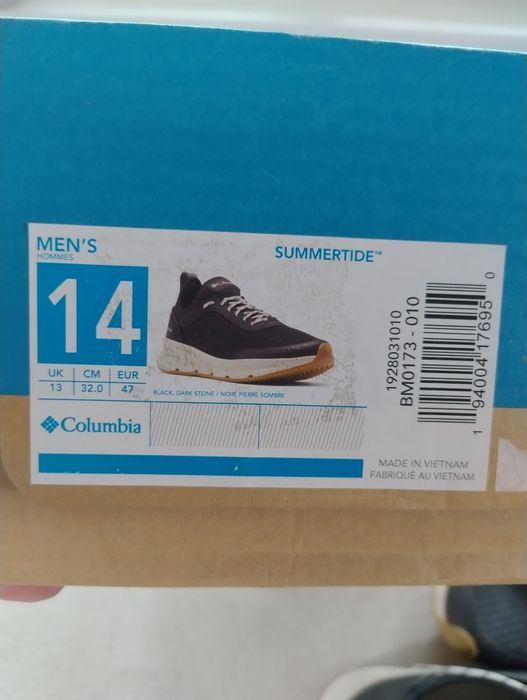 MEN'S
HOMMES
SUMMERTIDE™
14
UK CM EUR
13 32.0 47
BLACK, DARK STONE / NOIR, PIERRE SOMBRE
Columbia
1928031010
BM0173 - 010
1 94004 17695 0
MADE IN VIETNAM
FABRIQUÉ AU VIETNAM